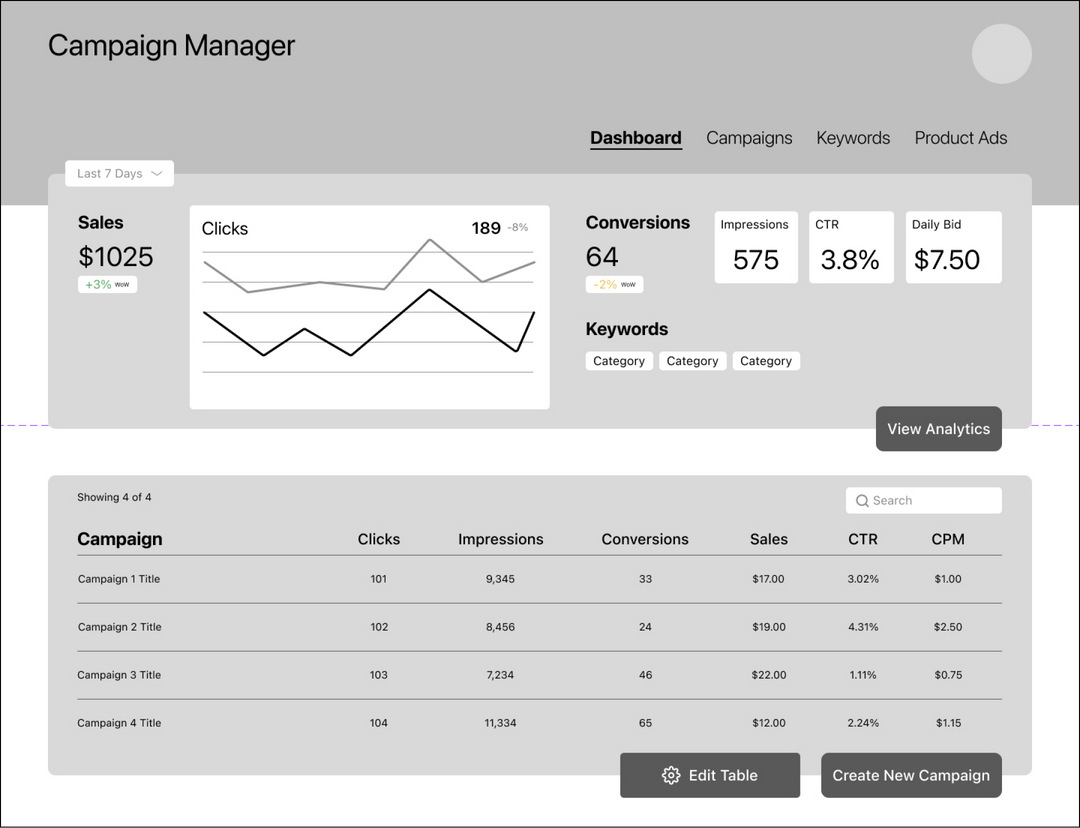 Campaign Manager
Dashboard Campaigns Keywords Product Ads
Last 7 Days
Sales
$1025
+3% WoW
Clicks 189 -8%
Conversions
64
-2% WoW
Impressions
575
CTR
3.8%
Daily Bid
$7.50
Keywords
Category Category Category
View Analytics
Showing 4 of 4
Search
Campaign Clicks Impressions Conversions Sales CTR CPM
Campaign 1 Title 101 9,345 33 $17.00 3.02% $1.00
Campaign 2 Title 102 8,456 24 $19.00 4.31% $2.50
Campaign 3 Title 103 7,234 46 $22.00 1.11% $0.75
Campaign 4 Title 104 11,334 65 $12.00 2.24% $1.15
Edit Table
Create New Campaign